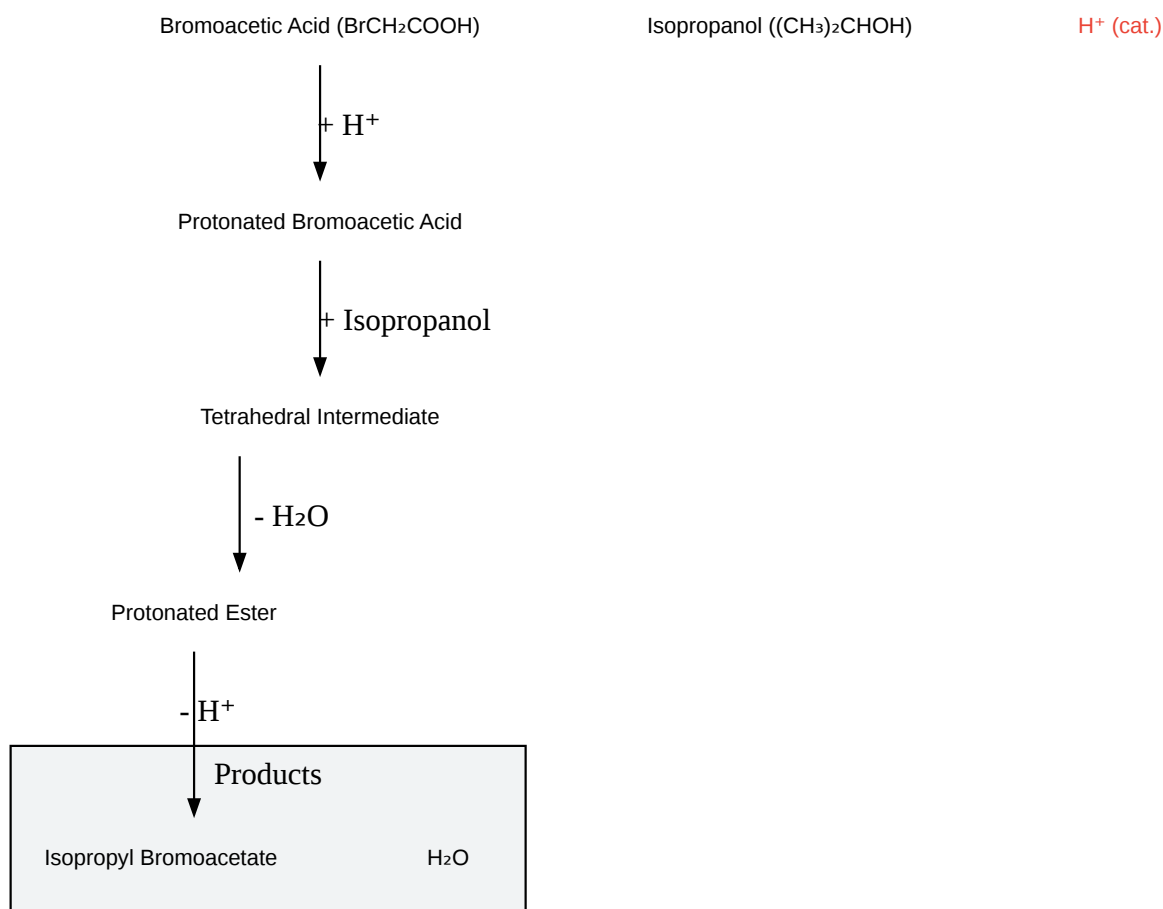 Bromoacetic Acid (BrCH₂COOH) Isopropanol ((CH₃)₂CHOH) H⁺ (cat.)
+ H⁺
Protonated Bromoacetic Acid
+ Isopropanol
Tetrahedral Intermediate
- H₂O
Protonated Ester
- H⁺
Products
Isopropyl Bromoacetate H₂O